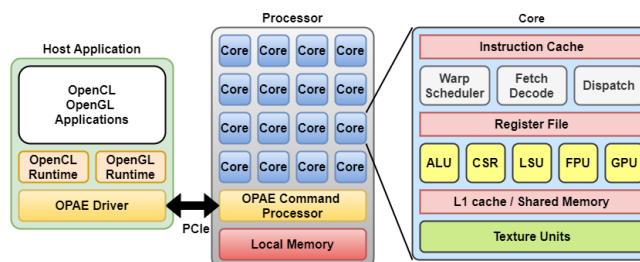 Host Application
OpenCL
OpenGL
Applications
OpenCL
Runtime
OpenGL
Runtime
OPAE Driver
PCIe
Processor
Core Core Core Core
Core Core Core Core
Core Core Core Core
Core Core Core Core
OPAE Command
Processor
Local Memory
Core
Instruction Cache
Warp
Scheduler
Fetch
Decode
Dispatch
Register File
ALU CSR LSU FPU GPU
L1 cache / Shared Memory
Texture Units